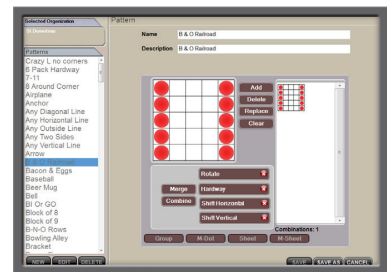 Selected Organization
Pattern
Name
B & O Railroad
Description
B & O Railroad
Patterns
Crazy L no corners
6 Pack Hardway
7-11
8 Around Corner
Airplane
Anchor
Any Diagonal Line
Any Horizontal Line
Any Outside Line
Any Two Sides
Any Vertical Line
Arrow
B & O Railroad
Bacon & Eggs
Baseball
Beer Mug
Bell
BI Or GO
Block of 8
Block of 9
B-N-O Rows
Bowling Alley
Bracket
Add
Delete
Replace
Clear
Merge
Combine
Rotate
Hardway
Shift Horizontal
Shift Vertical
Combinations: 1
Group
M-Dot
Sheet
M-Sheet
NEW
EDIT
DELETE
SAVE
SAVE AS
CANCEL